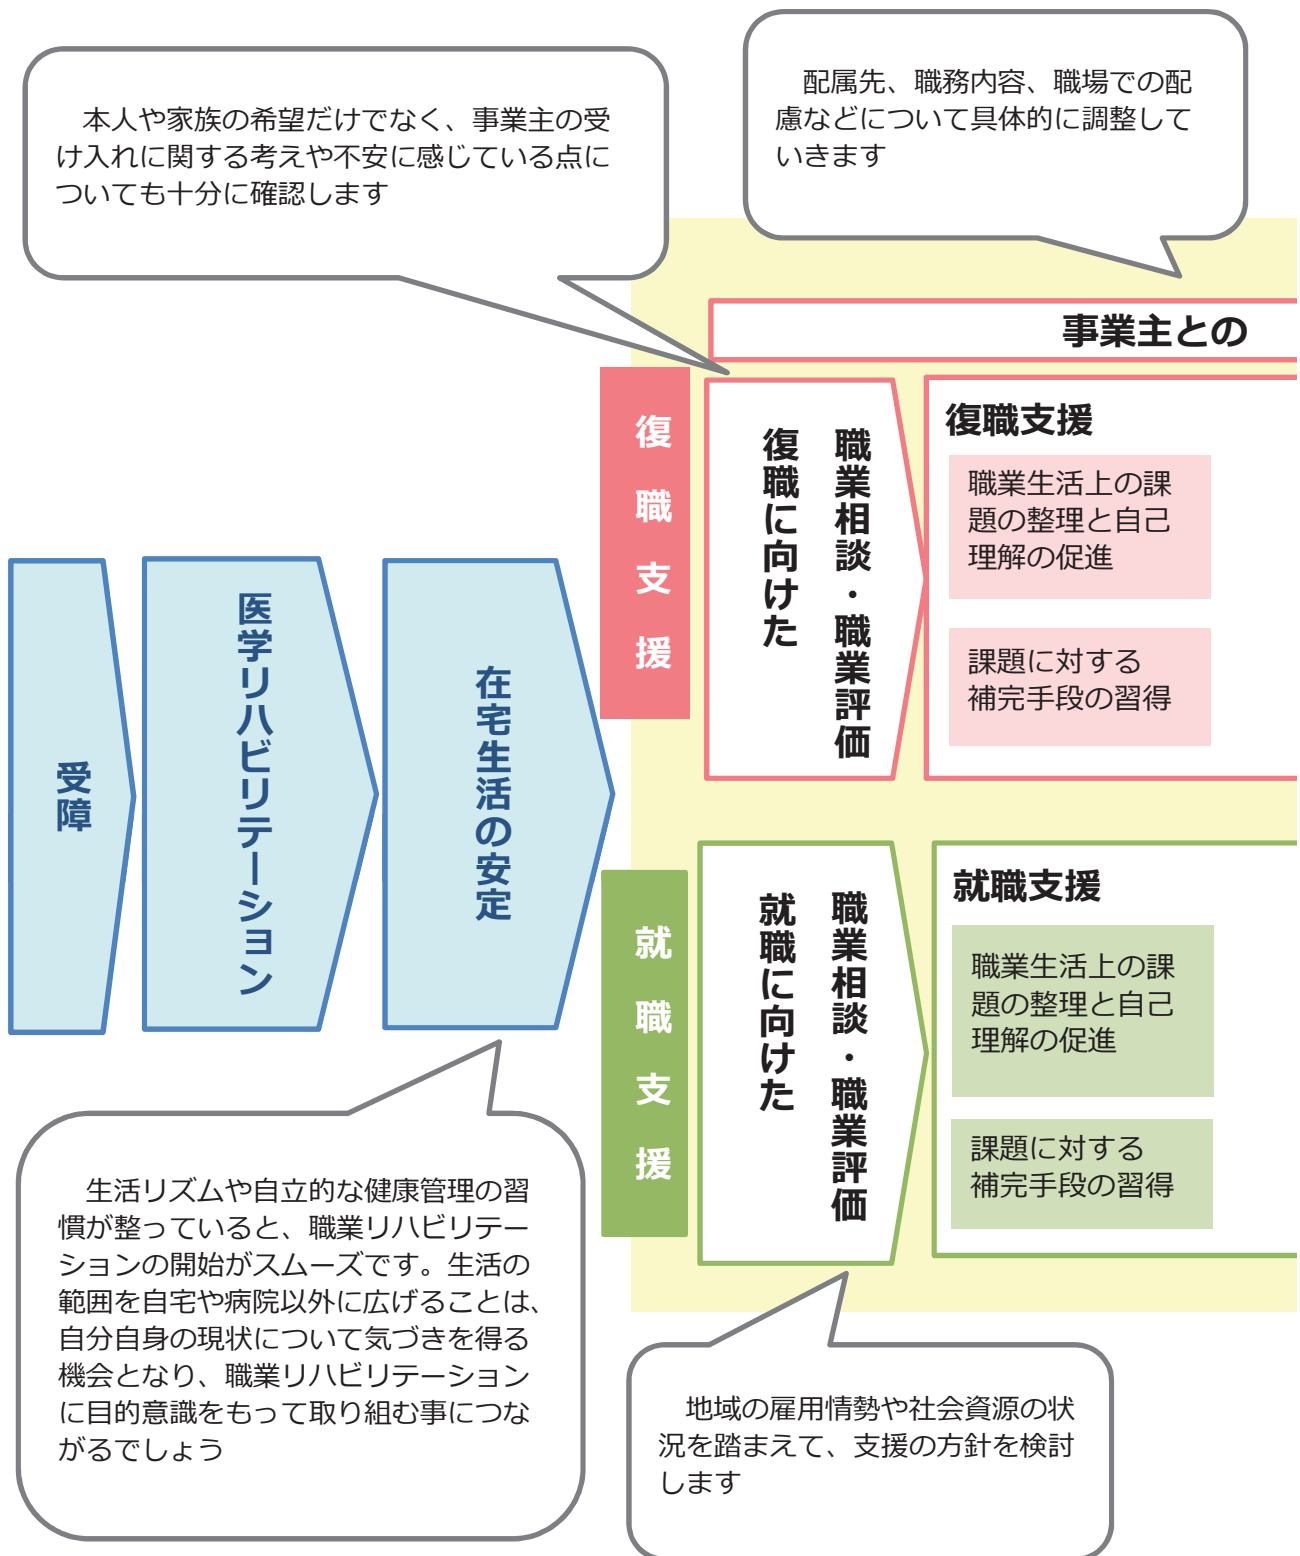 本人や家族の希望だけでなく、事業主の受
け入れに関する考えや不安に感じている点に
ついても十分に確認します
配属先、職務内容、職場での配
慮などについて具体的に調整して
いきます
事業主との
復職支援
復職に向けた
職業相談・職業評価
復職支援
職業生活上の課
題の整理と自己
理解の促進
課題に対する
補完手段の習得
受障
医学リハビリテーション
在宅生活の安定
就職支援
就職に向けた
職業相談・職業評価
就職支援
職業生活上の課
題の整理と自己
理解の促進
課題に対する
補完手段の習得
生活リズムや自立的な健康管理の習
慣が整っていると、職業リハビリテー
ションの開始がスムーズです。生活の
範囲を自宅や病院以外に広げることは、
自分自身の現状について気づきを得る
機会となり、職業リハビリテーション
に目的意識をもって取り組む事につな
がるでしょう
地域の雇用情勢や社会資源の状
況を踏まえて、支援の方針を検討
します